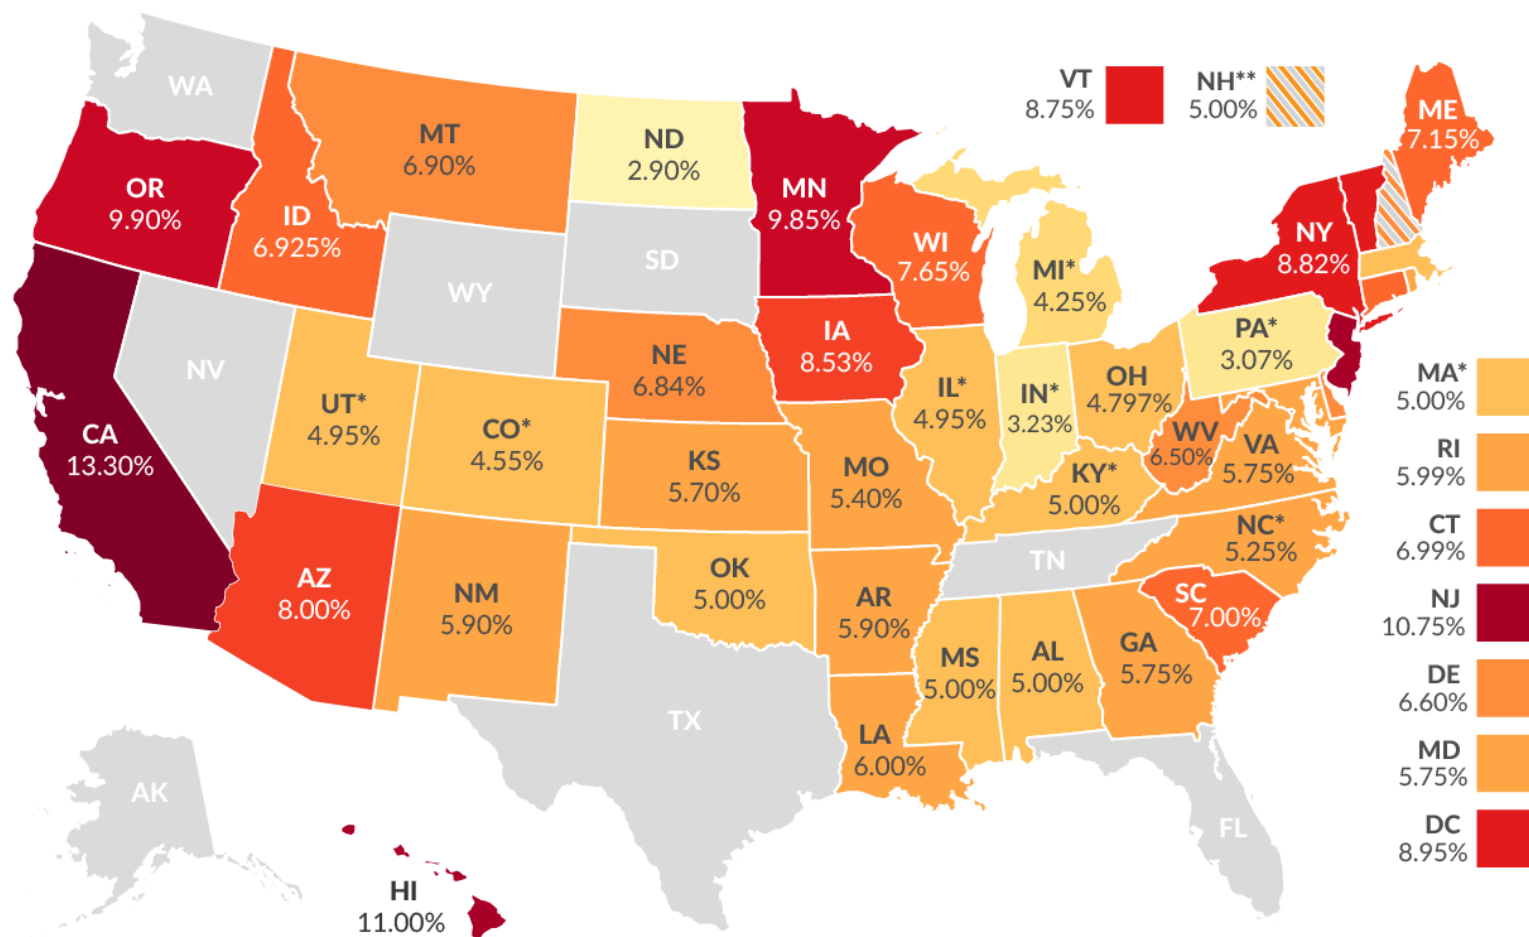 WA
VT
8.75%
NH**
5.00%
ME
7.15%
MT
6.90%
ND
2.90%
MN
9.85%
OR
9.90%
ID
6.925%
WI
7.65%
NY
8.82%
SD
WY
MI*
4.25%
IA
8.53%
PA*
3.07%
NV
NE
6.84%
UT*
4.95%
CO*
4.55%
IL*
4.95%
IN*
3.23%
OH
4.797%
MA*
5.00%
CA
13.30%
KS
5.70%
MO
5.40%
KY*
5.00%
WV
6.50%
VA
5.75%
RI
5.99%
NC*
5.25%
CT
6.99%
TN
AZ
8.00%
NM
5.90%
OK
5.00%
AR
5.90%
SC
7.00%
NJ
10.75%
MS
5.00%
AL
5.00%
GA
5.75%
DE
6.60%
TX
LA
6.00%
MD
5.75%
AK
FL
DC
8.95%
HI
11.00%